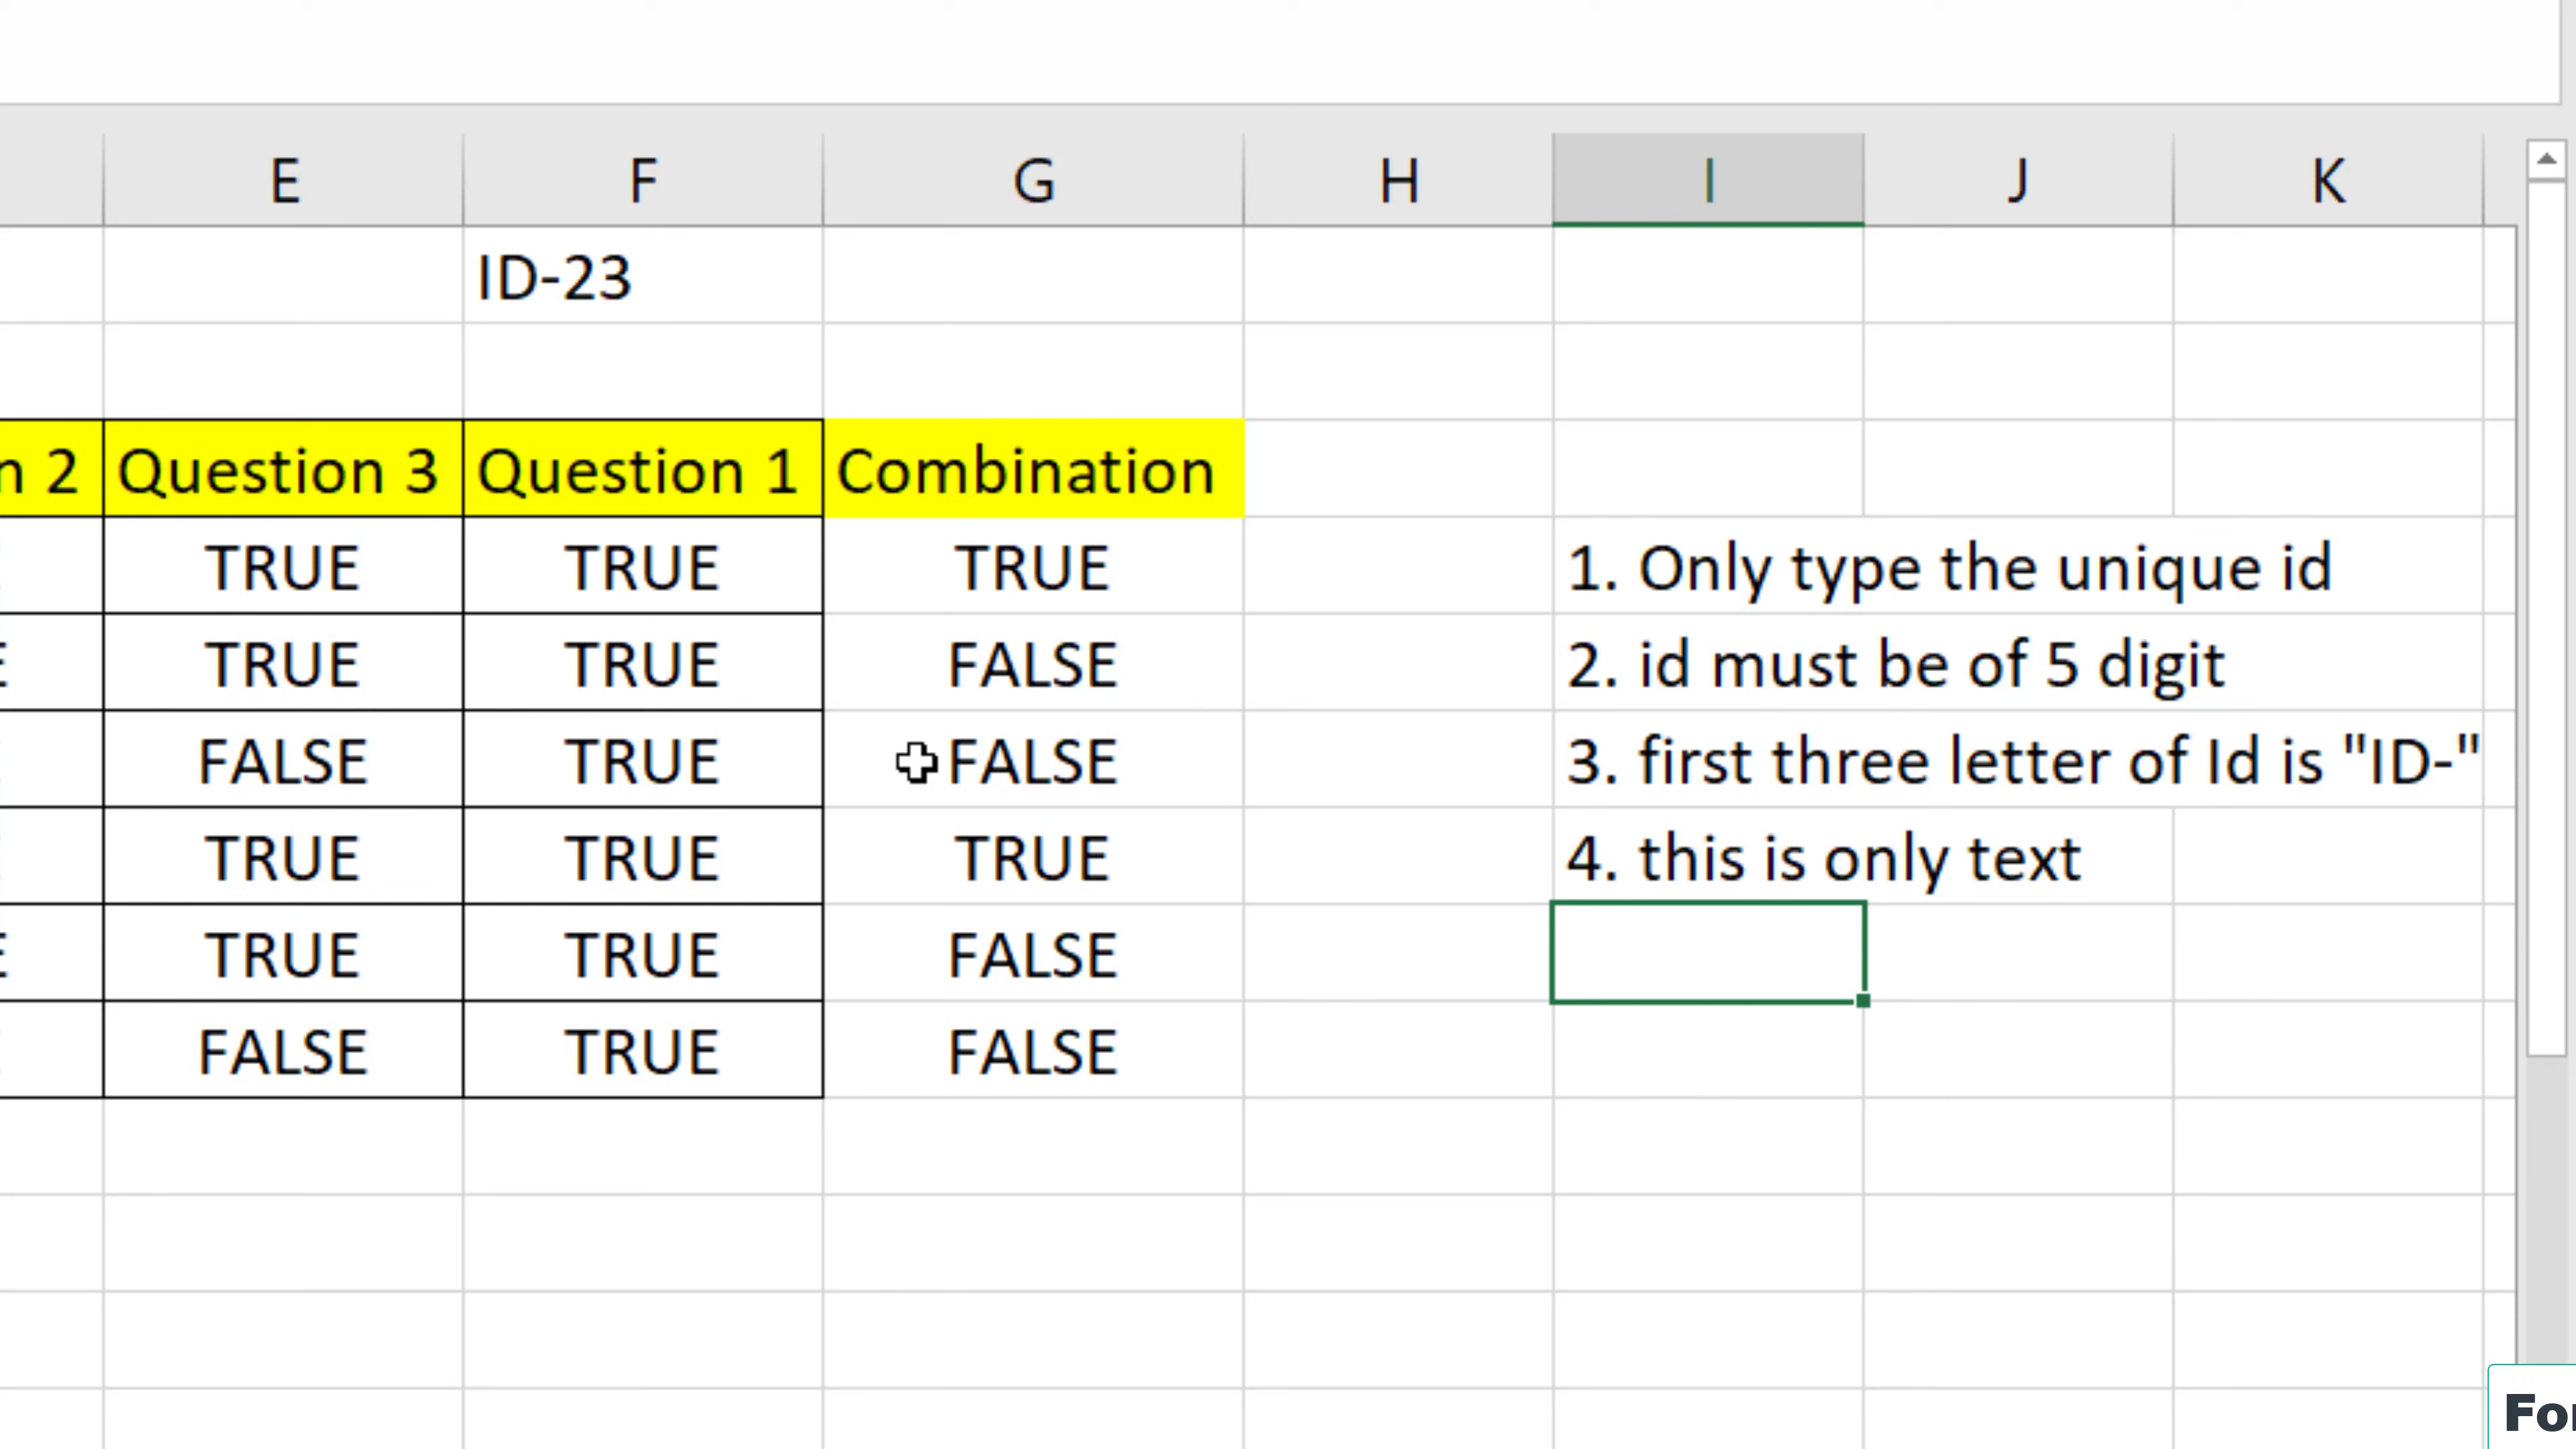 E F G H I J K
ID-23
n 2 Question 3 Question 1 Combination
TRUE TRUE TRUE 1. Only type the unique id
E TRUE TRUE FALSE 2. id must be of 5 digit
FALSE TRUE FALSE 3. first three letter of Id is "ID-"
TRUE TRUE TRUE 4. this is only text
E TRUE TRUE FALSE
FALSE TRUE FALSE